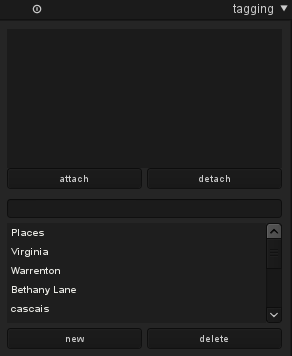 tagging
attach detach
Places
Virginia
Warrenton
Bethany Lane
cascais
new delete